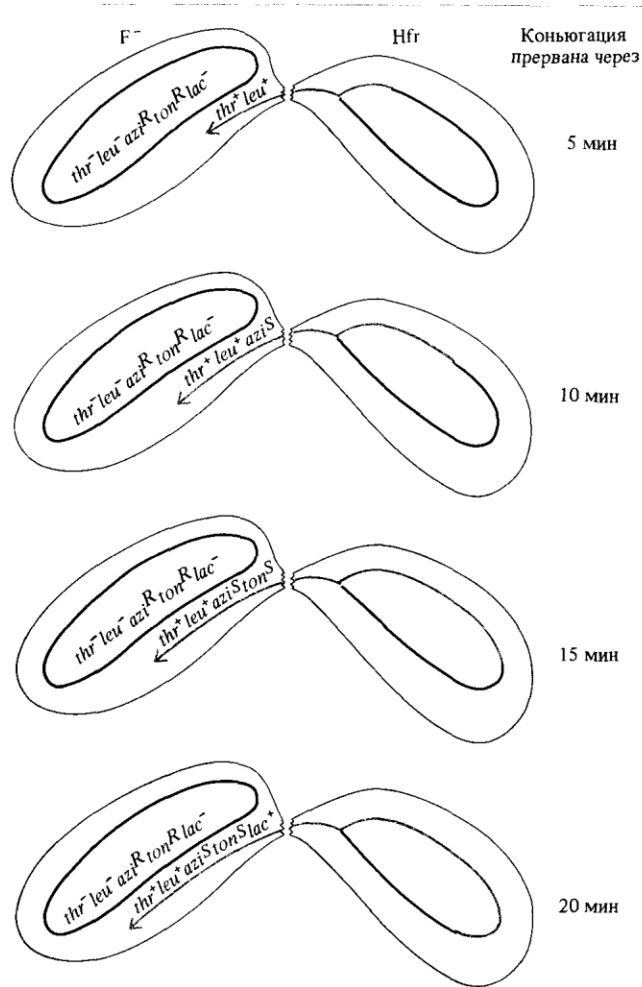 F⁻ Hfr Коньюгация прервана через
thr⁻ leu⁻ aziᴿ tonᴿ lac⁻
thr⁺ leu⁺
5 мин
thr⁻ leu⁻ aziᴿ tonᴿ lac⁻
thr⁺ leu⁺ aziS
10 мин
thr⁻ leu⁻ aziᴿ tonᴿ lac⁻
thr⁺ leu⁺ aziS tonS
15 мин
thr⁻ leu⁻ aziᴿ tonᴿ lac⁻
thr⁺ leu⁺ aziS tonS lac⁺
20 мин